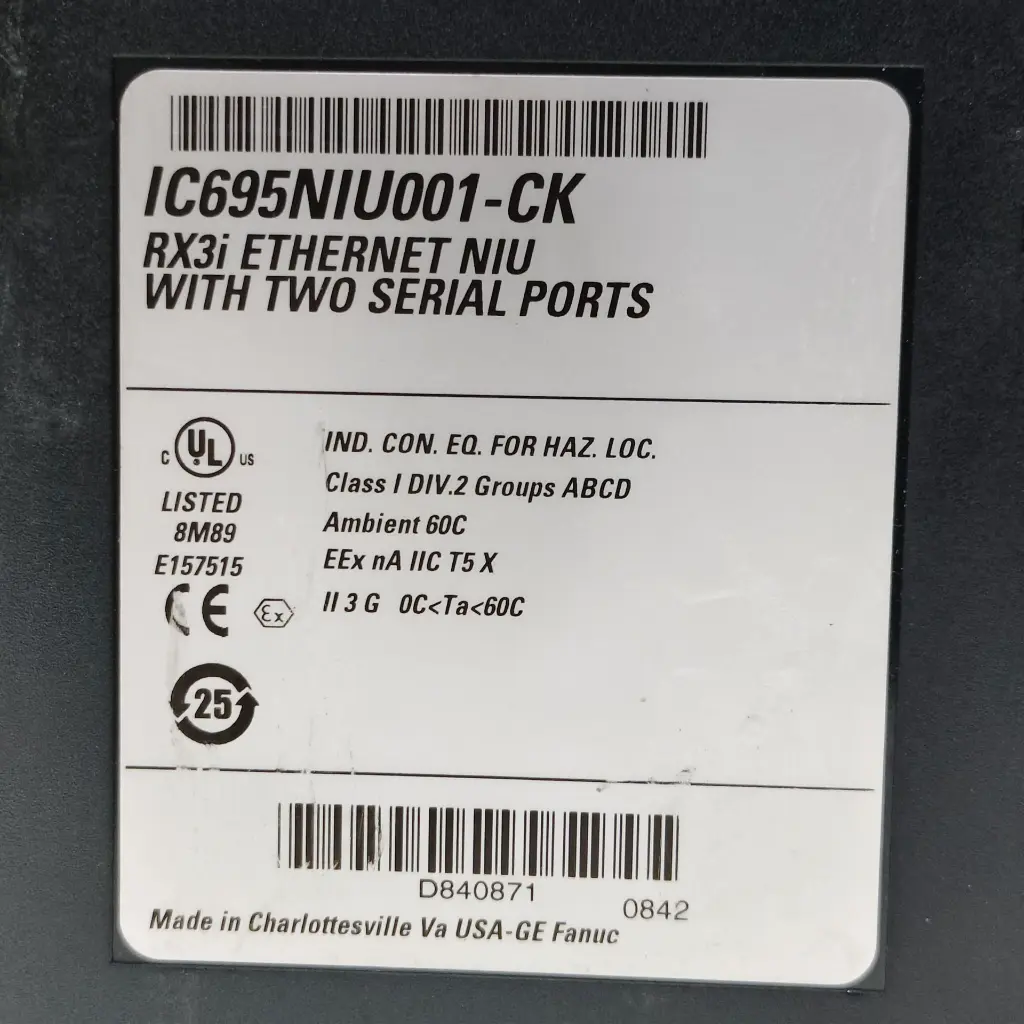 IC695NIU001-CK
RX3i ETHERNET NIU
WITH TWO SERIAL PORTS
C UL US
LISTED
8M89
E157515
CE Ex
IND. CON. EQ. FOR HAZ. LOC.
Class I DIV.2 Groups ABCD
Ambient 60C
EEx nA IIC T5 X
II 3 G 0C<Ta<60C
25
D840871
0842
Made in Charlottesville Va USA-GE Fanuc